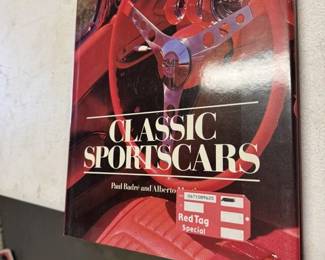 CLASSIC
SPORTSCARS
Paul Badré and Alberto
Red Tag
Special